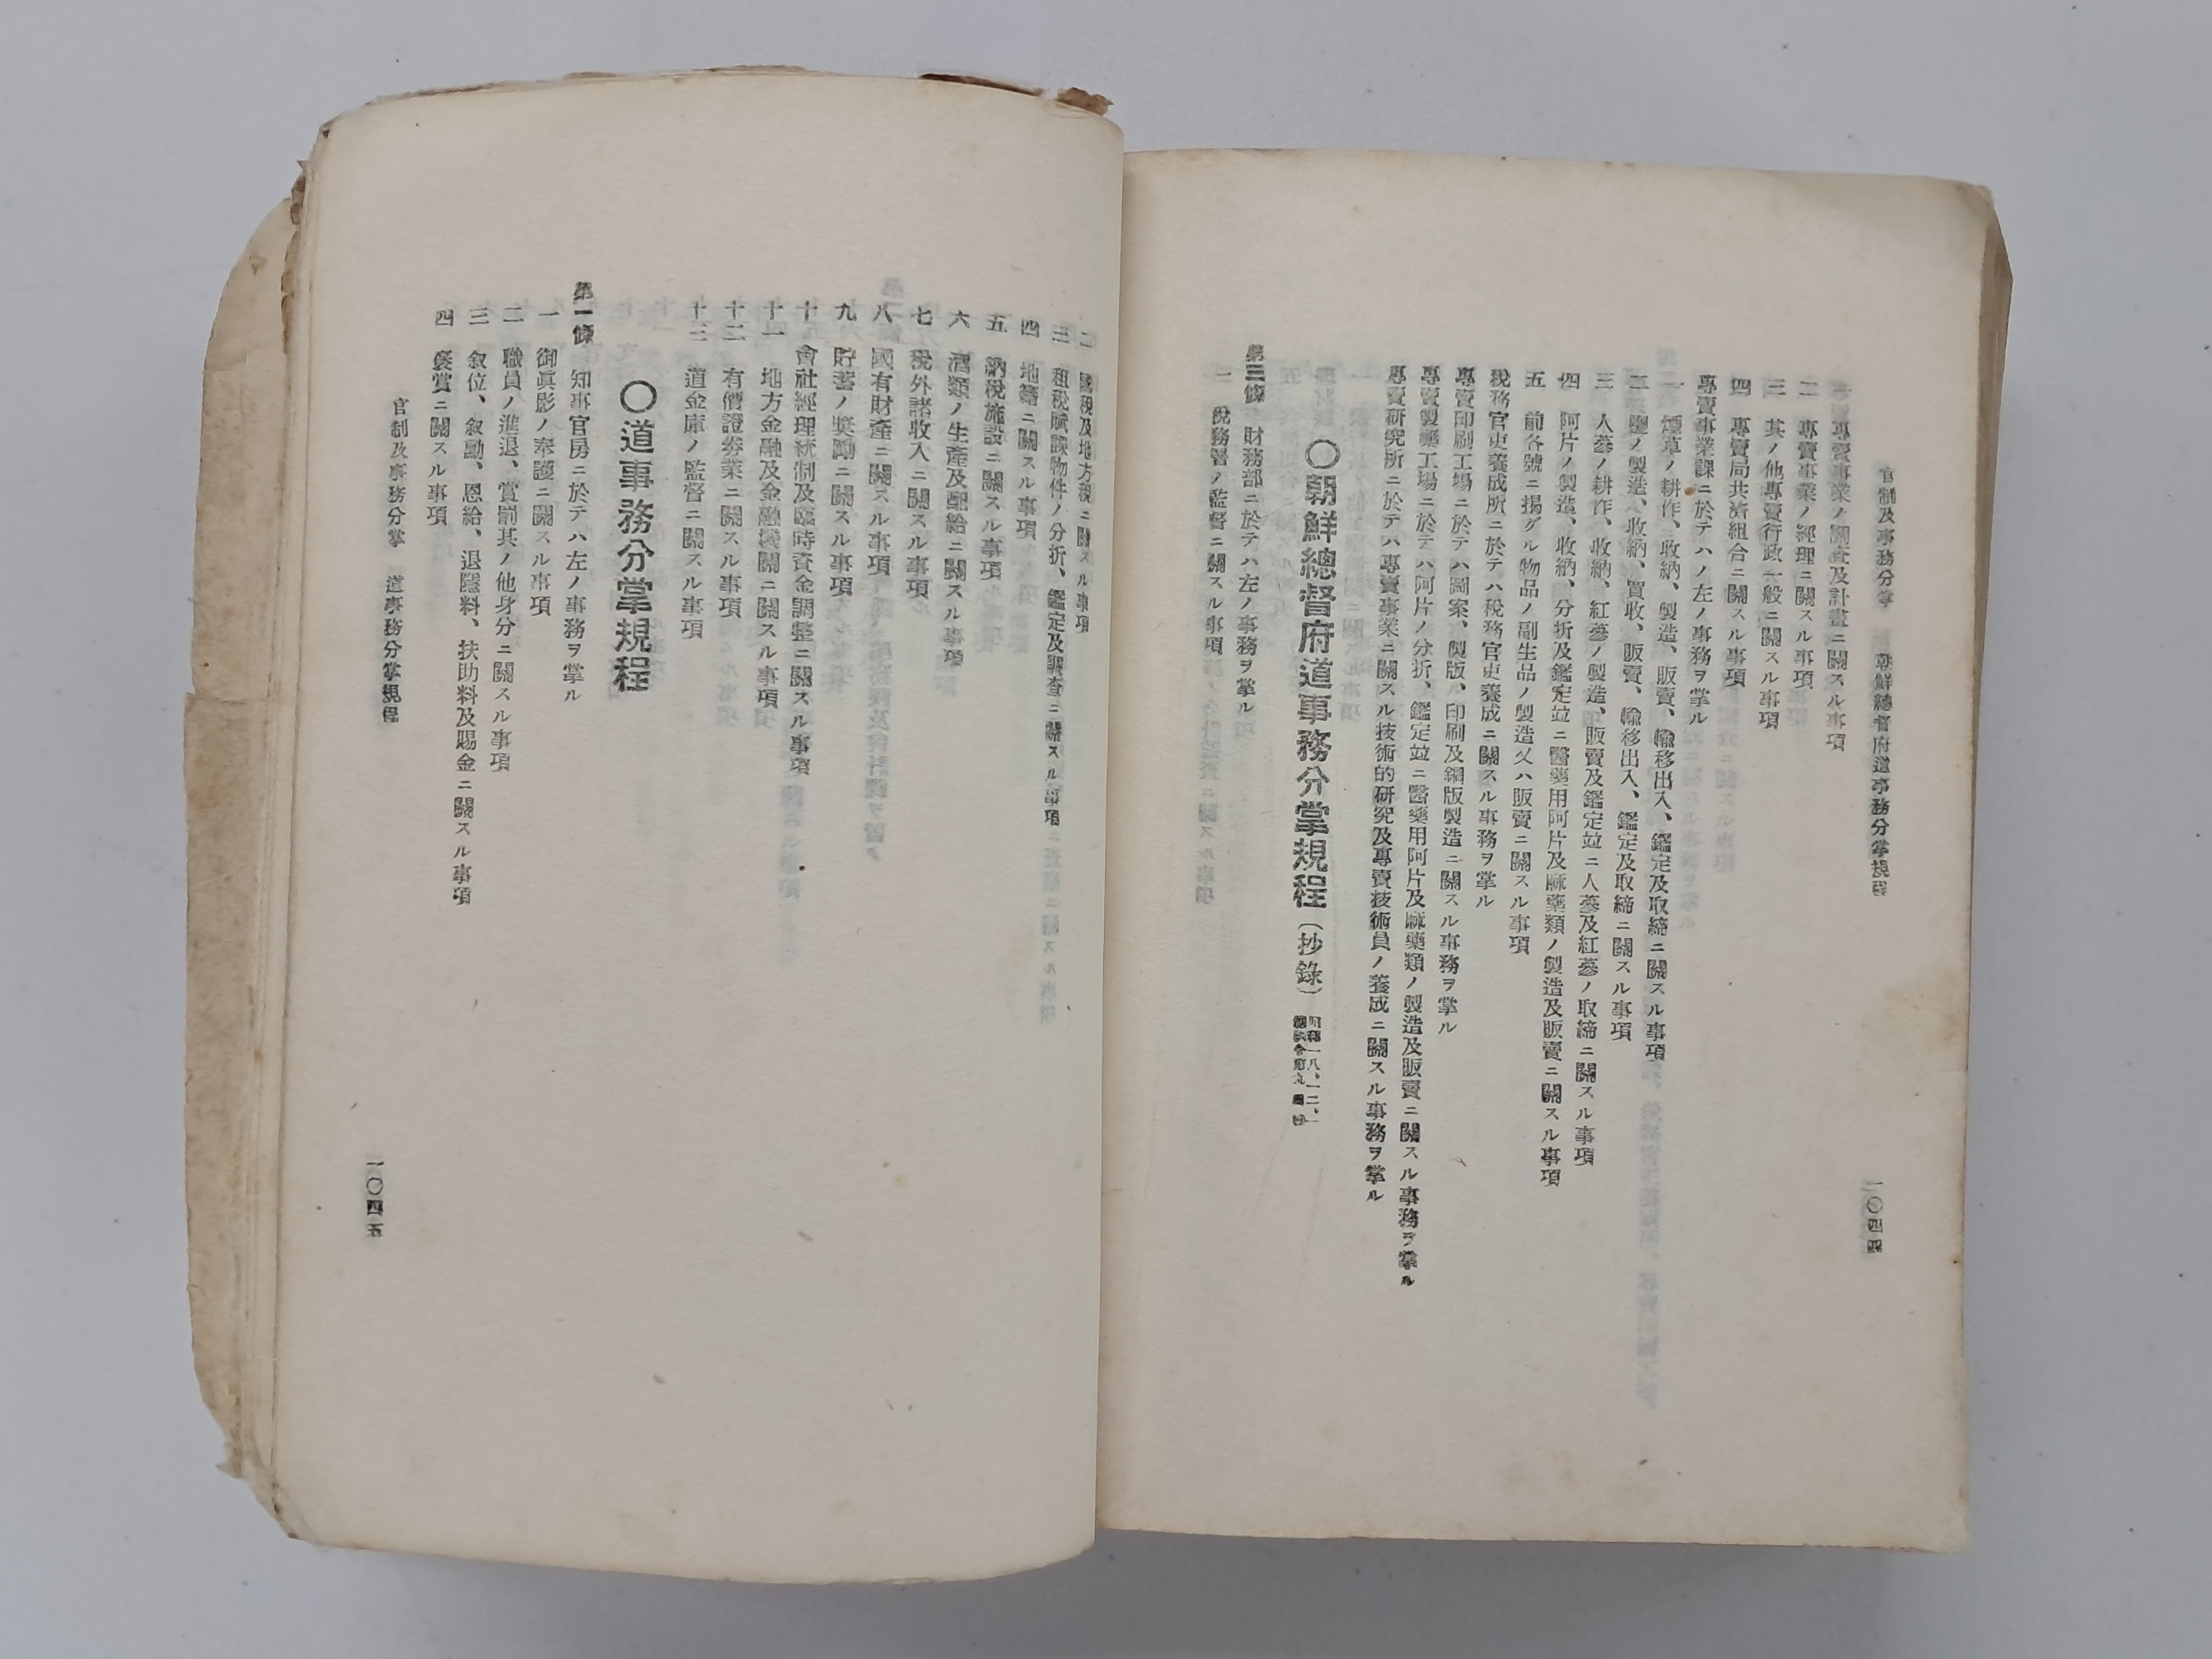 官制及事務分掌　朝鮮總督府道事務分掌規程
一　專賣事業ノ調査及計畫ニ關スル事項
二　專賣事業ノ經理ニ關スル事項
三　其ノ他專賣行政一般ニ關スル事項
四　專賣局共濟組合ニ關スル事項
專賣事業課ニ於テハ左ノ事務ヲ掌ル
一　煙草ノ耕作、收納、製造、販賣、輸移出入、鑑定及取締ニ關スル事項
二　鹽ノ製造、收納、買收、販賣、輸移出入、鑑定及取締ニ關スル事項
三　人蔘ノ耕作、收納、紅蔘ノ製造、販賣及鑑定竝ニ人蔘及紅蔘ノ取締ニ關スル事項
四　阿片ノ製造、收納、分折及鑑定竝ニ醫藥用阿片及麻藥類ノ製造及販賣ニ關スル事項
五　前各號ニ揭グル物品ノ副生品ノ製造又ハ販賣ニ關スル事項
稅務官吏養成所ニ於テハ稅務官吏養成ニ關スル事務ヲ掌ル
專賣印刷工場ニ於テハ圖案、製版、印刷及鋼版製造ニ關スル事務ヲ掌ル
專賣製藥工場ニ於テハ阿片ノ分折、鑑定竝ニ醫藥用阿片及麻藥類ノ製造及販賣ニ關スル事務ヲ掌ル
專賣硏究所ニ於テハ專賣事業ニ關スル技術的硏究及專賣技術員ノ養成ニ關スル事務ヲ掌ル
〇朝鮮總督府道事務分掌規程（抄錄）
昭和一八、一二、一
第三條　財務部ニ於テハ左ノ事務ヲ掌ル
一　稅務署ノ監督ニ關スル事項
一〇四四
二　國稅及地方稅ニ關スル事項
三　租稅賦課物件ノ分折、鑑定及調査ニ關スル事項
四　地籍ニ關スル事項
五　納稅施設ニ關スル事項
六　酒類ノ生產及配給ニ關スル事項
七　稅外諸收入ニ關スル事項
八　國有財產ニ關スル事項
九　貯蓄ノ奬勵ニ關スル事項
十　會社經理統制及臨時資金調整ニ關スル事項
十一　地方金融及金融機關ニ關スル事項
十二　有價證券業ニ關スル事項
十三　道金庫ノ監督ニ關スル事項
〇道事務分掌規程
第一條　知事官房ニ於テハ左ノ事務ヲ掌ル
一　御眞影ノ奉護ニ關スル事項
二　職員ノ進退、賞罰其ノ他身分ニ關スル事項
三　敍位、敍勳、恩給、退隱料、扶助料及賜金ニ關スル事項
四　褒賞ニ關スル事項
官制及事務分掌　道事務分掌規程
一〇四五